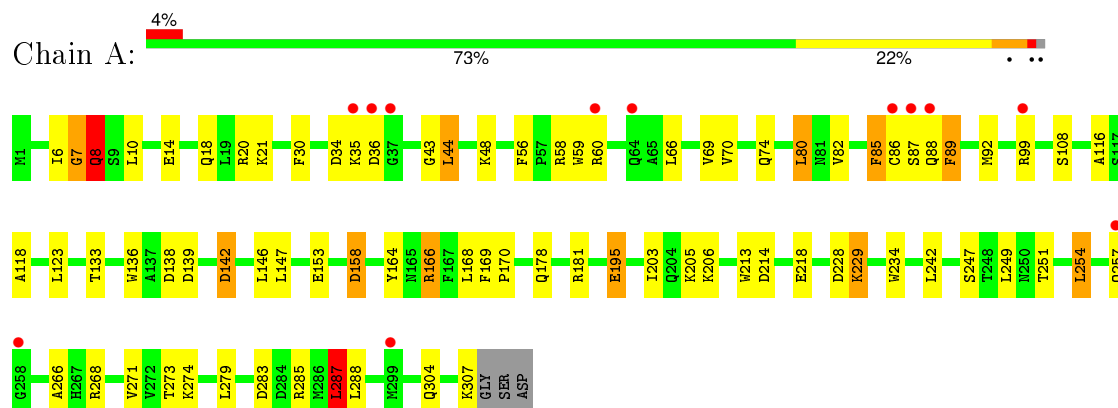 4%
Chain A:
73% 22% • • •
M1 I6 G7 Q8 S9 L10 E14 Q18 L19 R20 K21 F30 D34 K35 D36 G37 G43 L44 K48 F56 P57 R58 W59 R60 Q64 A65 L66 V69 V70 Q74 L80 N81 V82 F85 C86 S87 Q88 F89 M92 R99 S108 A116 S117
A118 L123 T133 W136 A137 D138 D139 D142 L146 L147 E153 D158 Y164 N165 R166 F167 L168 F169 P170 Q178 R181 E195 I203 Q204 K205 K206 W213 D214 E218 D228 K229 W234 L242 S247 T248 L249 N250 T251 L254 Q257
G258 A266 H267 R268 V271 V272 T273 K274 L279 D283 D284 R285 M286 L287 L288 M299 Q304 K307 GLY SER ASP